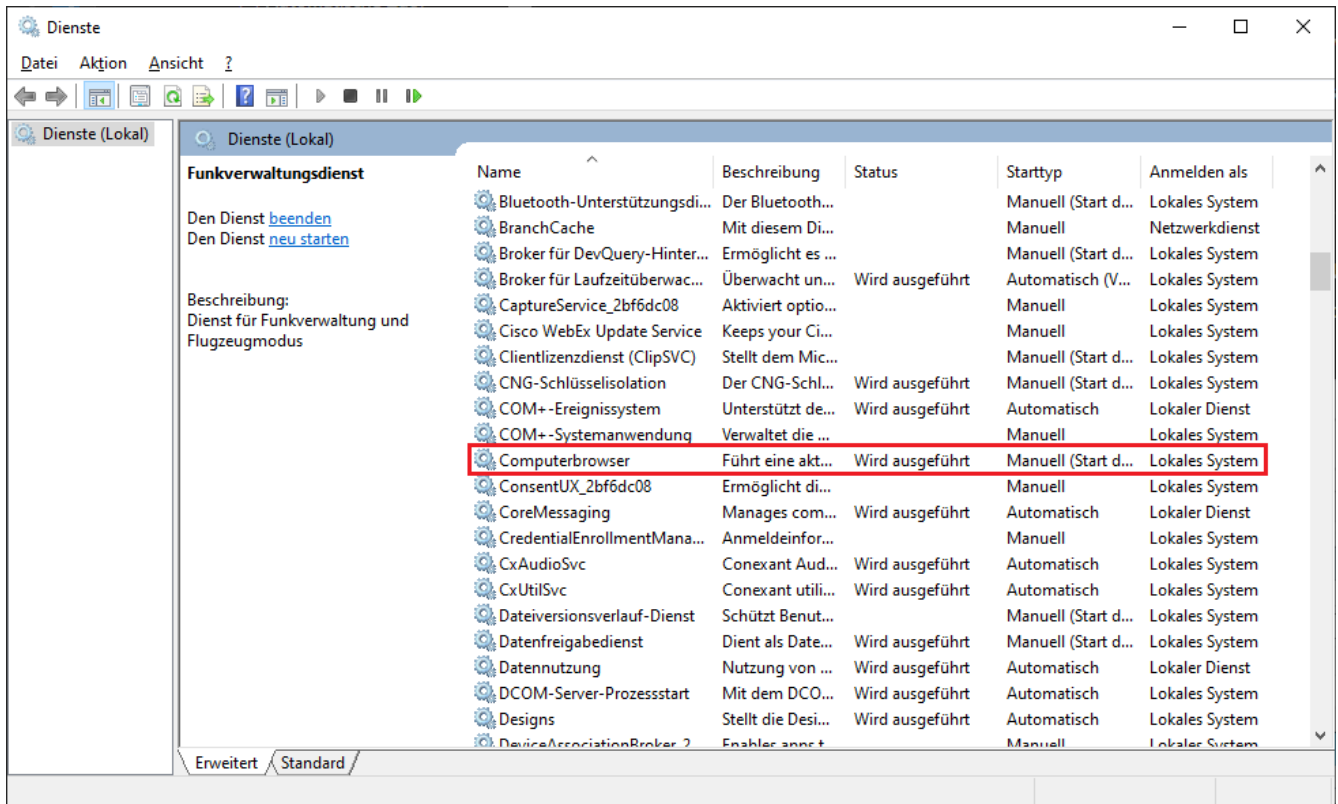 Dienste
Datei Aktion Ansicht ?
Dienste (Lokal)
Dienste (Lokal)
Funkverwaltungsdienst
Den Dienst beenden
Den Dienst neu starten
Beschreibung:
Dienst für Funkverwaltung und
Flugzeugmodus
Name Beschreibung Status Starttyp Anmelden als
Bluetooth-Unterstützungsdi... Der Bluetooth... Manuell (Start d... Lokales System
BranchCache Mit diesem Di... Manuell Netzwerkdienst
Broker für DevQuery-Hinter... Ermöglicht es ... Manuell (Start d... Lokales System
Broker für Laufzeitüberwac... Überwacht un... Wird ausgeführt Automatisch (V... Lokales System
CaptureService_2bf6dc08 Aktiviert optio... Manuell Lokales System
Cisco WebEx Update Service Keeps your Ci... Manuell Lokales System
Clientlizenzdienst (ClipSVC) Stellt dem Mic... Manuell (Start d... Lokales System
CNG-Schlüsselisolation Der CNG-Schl... Wird ausgeführt Manuell (Start d... Lokales System
COM+-Ereignissystem Unterstützt de... Wird ausgeführt Automatisch Lokaler Dienst
COM+-Systemanwendung Verwaltet die ... Manuell Lokales System
Computerbrowser Führt eine akt... Wird ausgeführt Manuell (Start d... Lokales System
ConsentUX_2bf6dc08 Ermöglicht di... Manuell Lokales System
CoreMessaging Manages com... Wird ausgeführt Automatisch Lokaler Dienst
CredentialEnrollmentMana... Anmeldeinfor... Manuell Lokales System
CxAudioSvc Conexant Aud... Wird ausgeführt Automatisch Lokales System
CxUtilSvc Conexant utili... Wird ausgeführt Automatisch Lokales System
Dateiversionsverlauf-Dienst Schützt Benut... Manuell (Start d... Lokales System
Datenfreigabedienst Dient als Date... Wird ausgeführt Manuell (Start d... Lokales System
Datennutzung Nutzung von ... Wird ausgeführt Automatisch Lokaler Dienst
DCOM-Server-Prozessstart Mit dem DCO... Wird ausgeführt Automatisch Lokales System
Designs Stellt die Desi... Wird ausgeführt Automatisch Lokales System
DeviceAssociationBroker_2... Enables apps t... Manuell Lokales System
Erweitert Standard